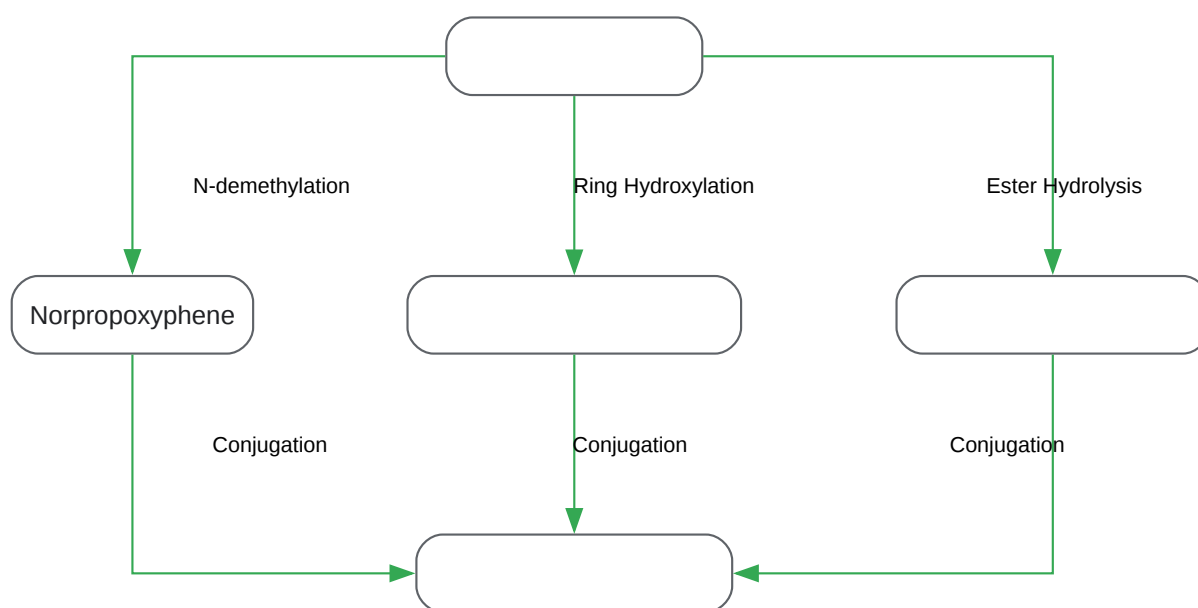 N-demethylation
Ring Hydroxylation
Ester Hydrolysis
Norpropoxyphene
Conjugation
Conjugation
Conjugation